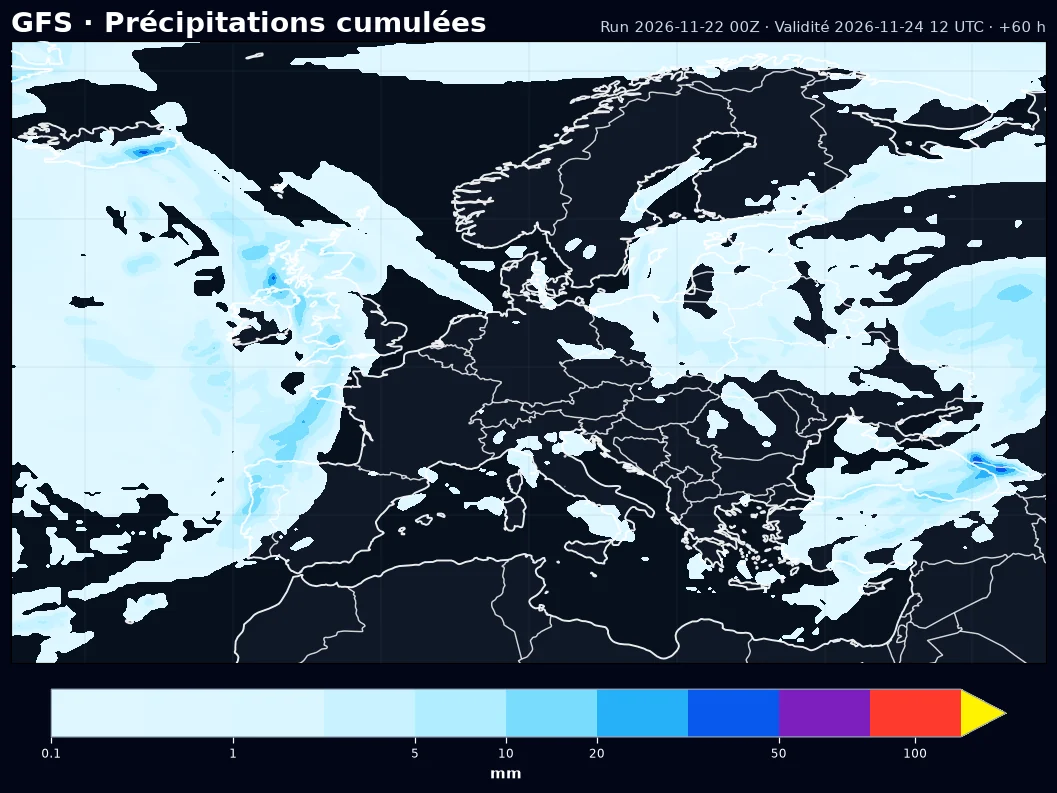 GFS · Précipitations cumulées
Run 2026-11-22 00Z · Validité 2026-11-24 12 UTC · +60 h
0.1 1 5 10 20 50 100
mm